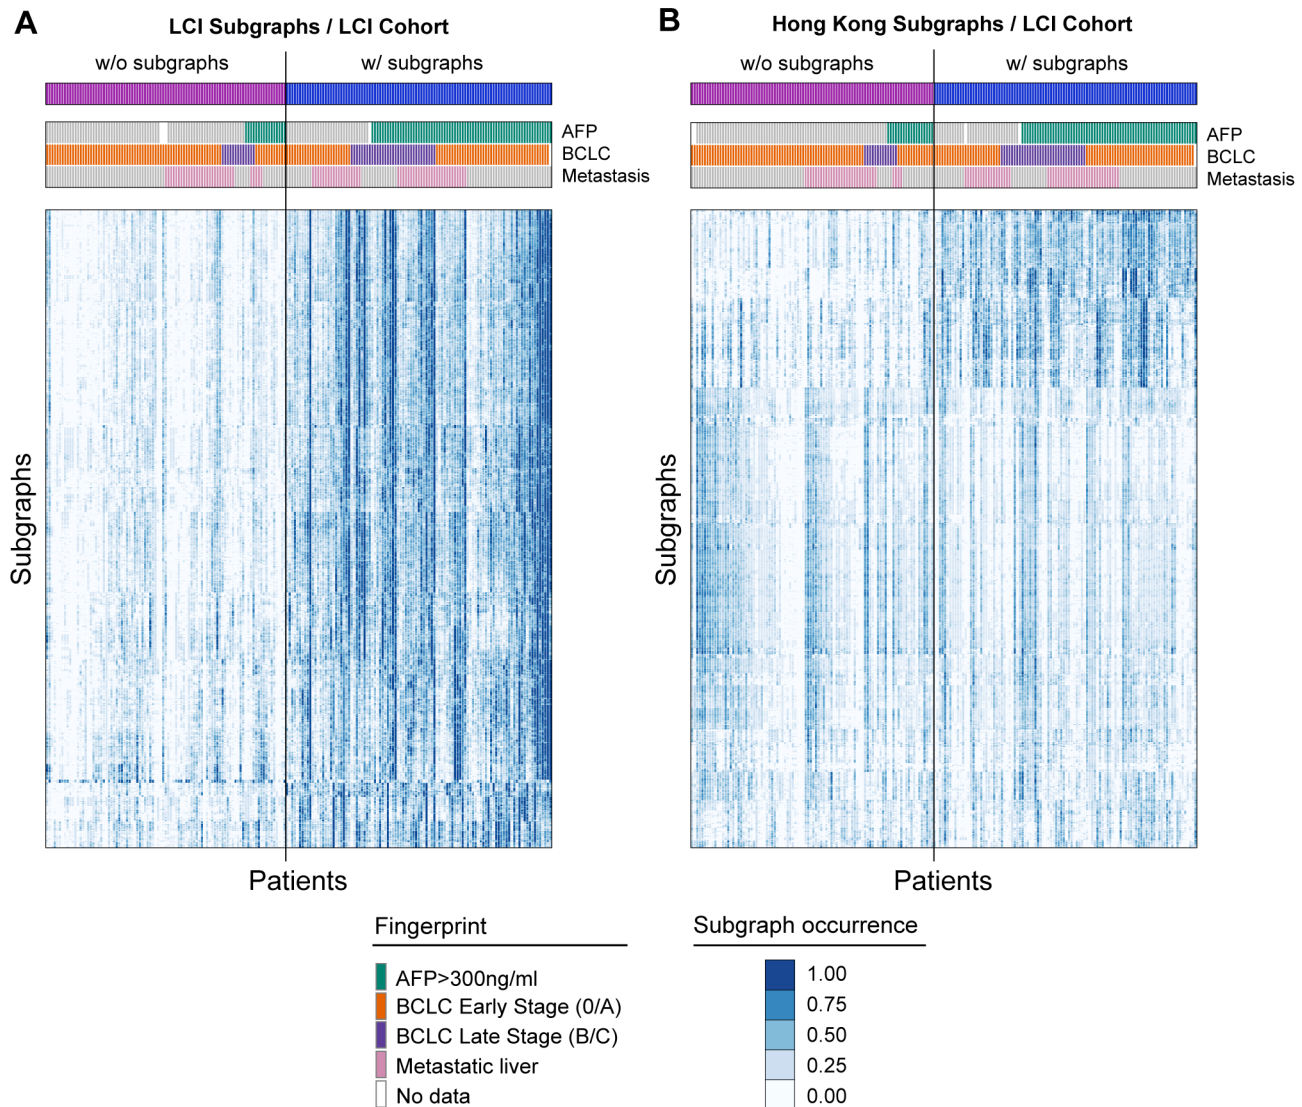 A
LCI Subgraphs / LCI Cohort
w/o subgraphs
w/ subgraphs
AFP
BCLC
Metastasis
Subgraphs
Patients
B
Hong Kong Subgraphs / LCI Cohort
w/o subgraphs
w/ subgraphs
AFP
BCLC
Metastasis
Subgraphs
Patients
Fingerprint
AFP>300ng/ml
BCLC Early Stage (0/A)
BCLC Late Stage (B/C)
Metastatic liver
No data
Subgraph occurrence
1.00
0.75
0.50
0.25
0.00